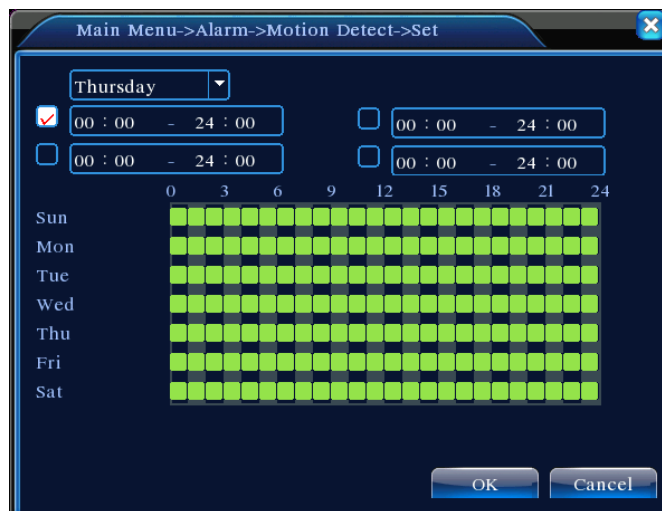 Main Menu->Alarm->Motion Detect->Set
Thursday
00 : 00 - 24 : 00 00 : 00 - 24 : 00
00 : 00 - 24 : 00 00 : 00 - 24 : 00
0 3 6 9 12 15 18 21 24
Sun
Mon
Tue
Wed
Thu
Fri
Sat
OK Cancel